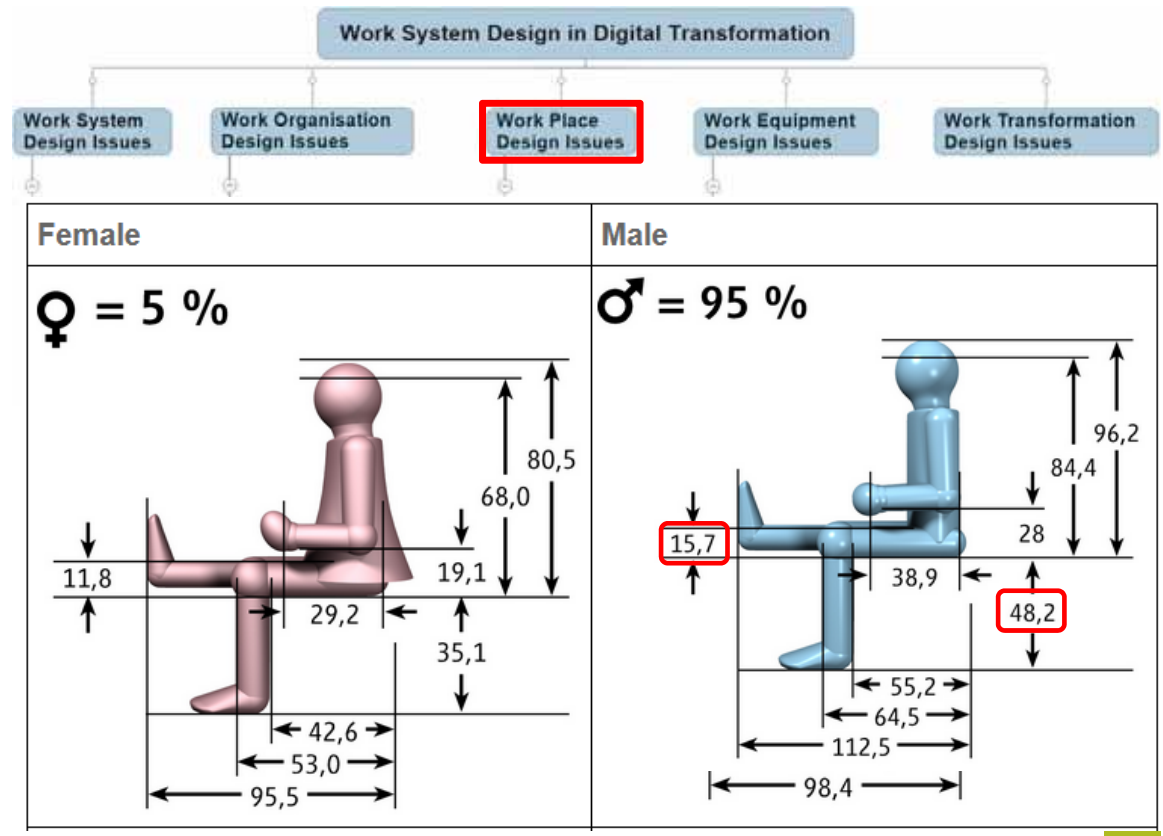 Work System Design in Digital Transformation
Work System
Design Issues
Work Organisation
Design Issues
Work Place
Design Issues
Work Equipment
Design Issues
Work Transformation
Design Issues
Female
Male
♀ = 5 %
80,5
68,0
11,8
19,1
29,2
35,1
42,6
53,0
95,5
♂ = 95 %
96,2
84,4
15,7
28
38,9
48,2
55,2
64,5
112,5
98,4